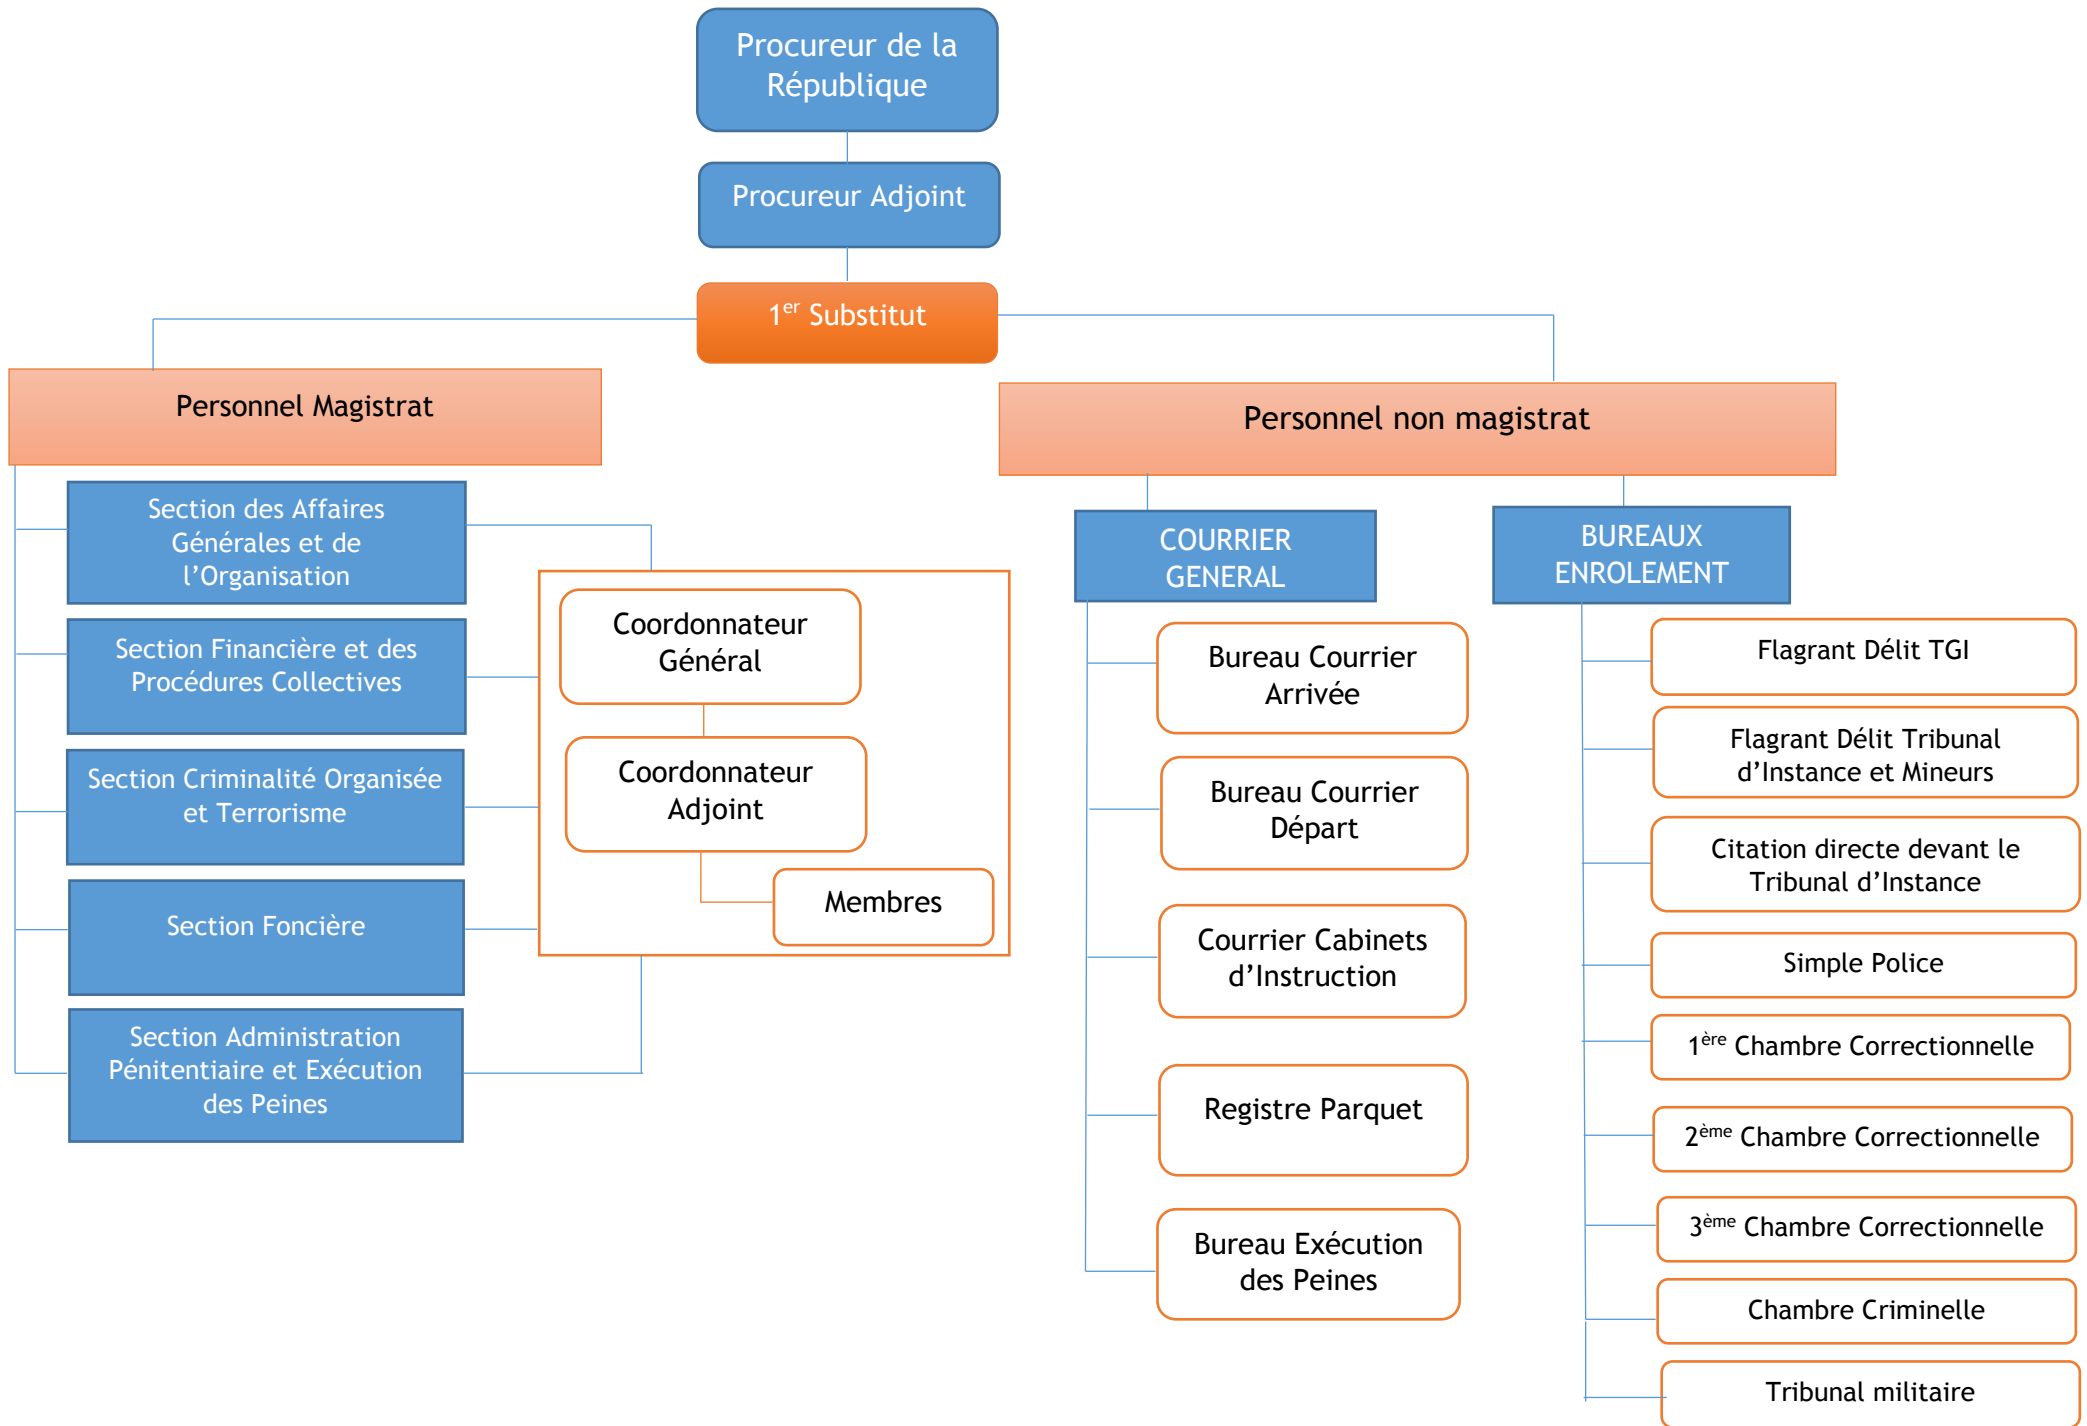 Procureur de la
République
Procureur Adjoint
1er Substitut
Personnel Magistrat
Section des Affaires
Générales et de
l’Organisation
Section Financière et des
Procédures Collectives
Section Criminalité Organisée
et Terrorisme
Section Foncière
Section Administration
Pénitentiaire et Exécution
des Peines
Coordonnateur
Général
Coordonnateur
Adjoint
Membres
Personnel non magistrat
COURRIER
GENERAL
Bureau Courrier
Arrivée
Bureau Courrier
Départ
Courrier Cabinets
d’Instruction
Registre Parquet
Bureau Exécution
des Peines
BUREAUX
ENROLEMENT
Flagrant Délit TGI
Flagrant Délit Tribunal
d’Instance et Mineurs
Citation directe devant le
Tribunal d’Instance
Simple Police
1ère Chambre Correctionnelle
2ème Chambre Correctionnelle
3ème Chambre Correctionnelle
Chambre Criminelle
Tribunal militaire